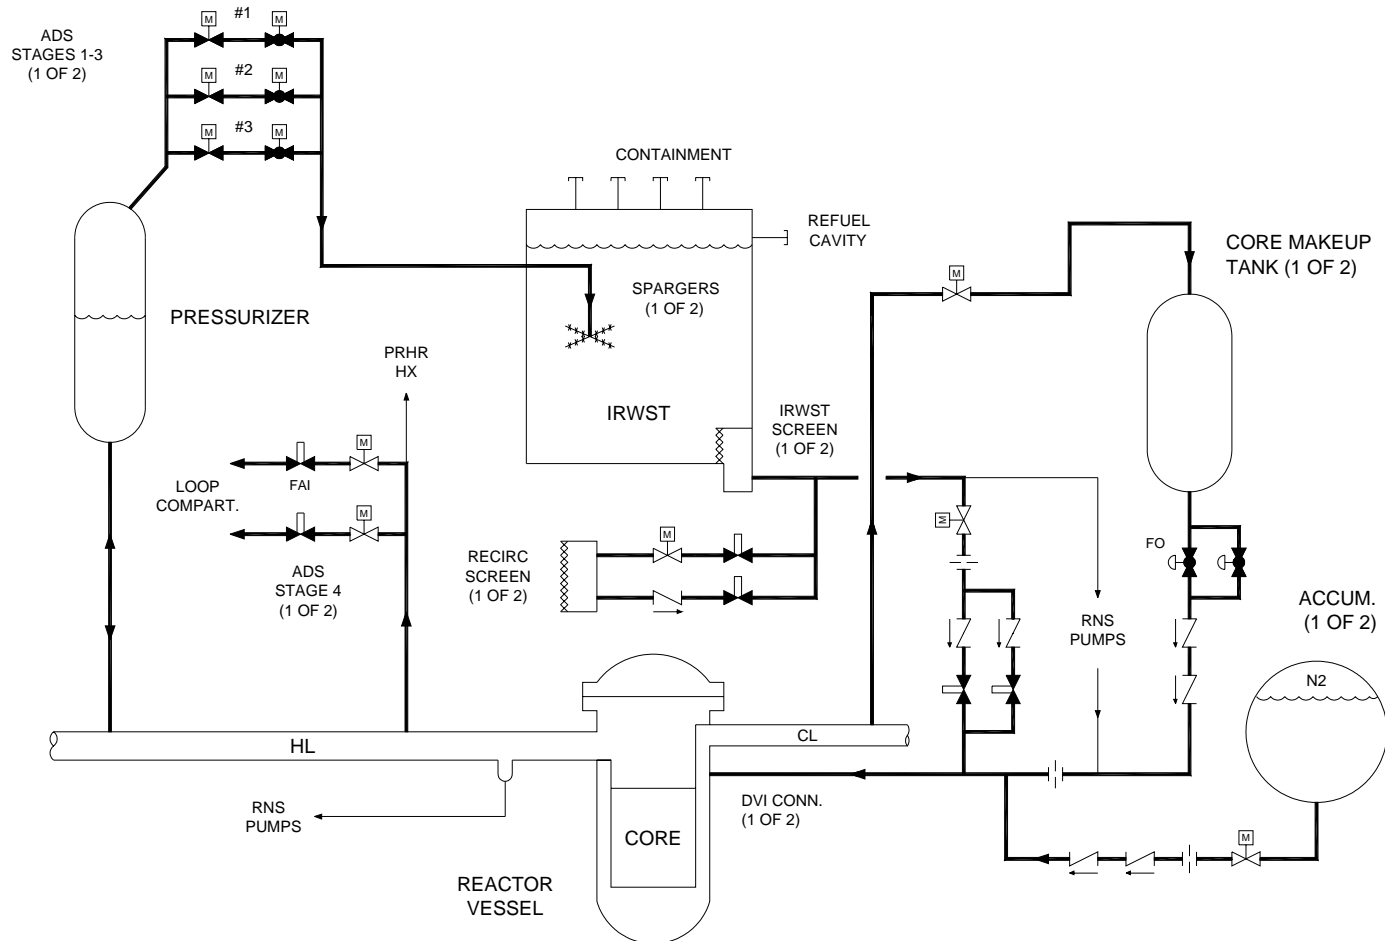 ADS
STAGES 1-3
(1 OF 2)
#1
M
M
#2
M
M
#3
M
M
CONTAINMENT
REFUEL
CAVITY
SPARGERS
(1 OF 2)
IRWST
PRESSURIZER
PRHR
HX
M
FAI
LOOP
COMPART.
M
ADS
STAGE 4
(1 OF 2)
IRWST
SCREEN
(1 OF 2)
RECIRC
SCREEN
(1 OF 2)
M
M
CORE MAKEUP
TANK (1 OF 2)
M
FO
RNS
PUMPS
ACCUM.
(1 OF 2)
N2
HL
CL
RNS
PUMPS
CORE
DVI CONN.
(1 OF 2)
M
REACTOR
VESSEL